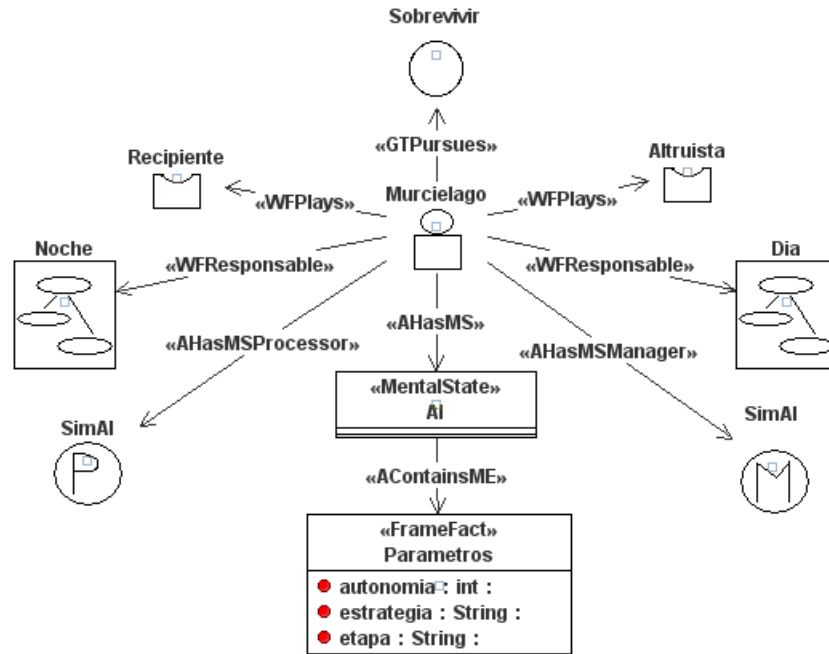 Sobrevivir
«GTPursues»
Recipiente
Altruista
«WFPlays»
Murcielago
«WFPlays»
Noche
«WFResponsable»
«WFResponsable»
Dia
«AHasMS»
«AHasMSProcessor»
«AHasMSManager»
«MentalState»
AI
SimAI
SimAI
P
M
«AContainsME»
«FrameFact»
Parametros
autonomia : int :
estrategia : String :
etapa : String :